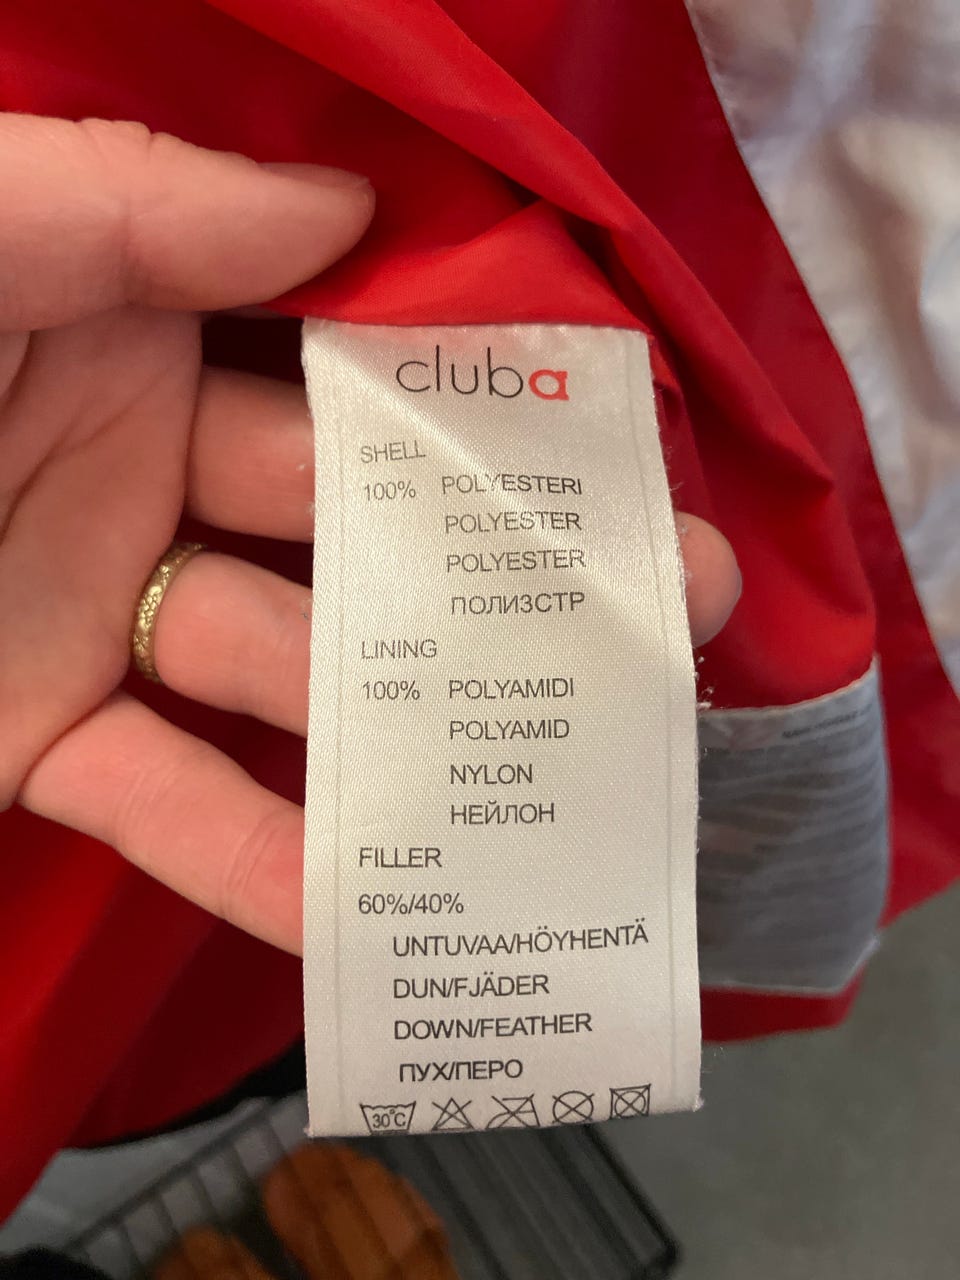 cluba
SHELL
100% POLYESTERI
POLYESTER
POLYESTER
ПОЛИЗСТР
LINING
100% POLYAMIDI
POLYAMID
NYLON
НЕЙЛОН
FILLER
60%/40%
UNTUVAA/HÖYHENTÄ
DUN/FJÄDER
DOWN/FEATHER
ПУХ/ПЕРО
30°C